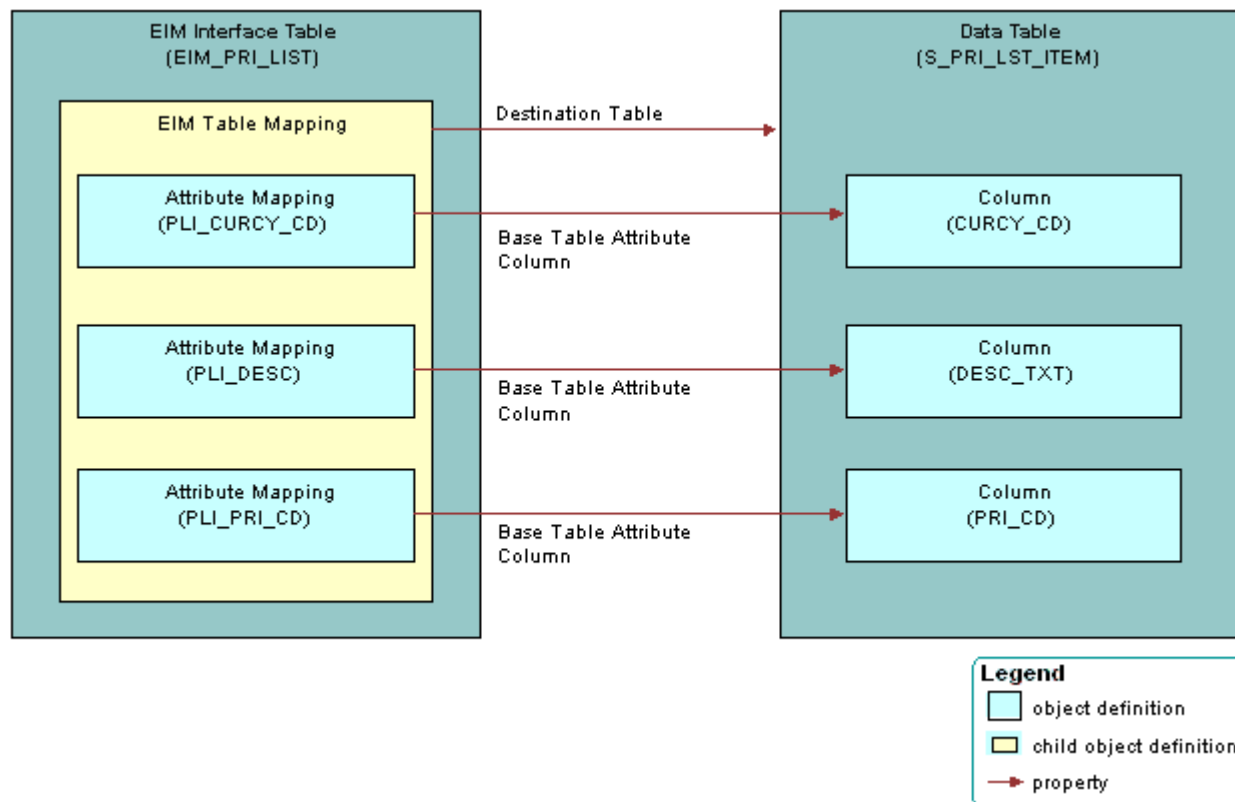 EIM Interface Table
(EIM_PRI_LIST)
EIM Table Mapping
Attribute Mapping
(PLI_CURCY_CD)
Attribute Mapping
(PLI_DESC)
Attribute Mapping
(PLI_PRI_CD)
Destination Table
Base Table Attribute
Column
Base Table Attribute
Column
Base Table Attribute
Column
Data Table
(S_PRI_LST_ITEM)
Column
(CURCY_CD)
Column
(DESC_TXT)
Column
(PRI_CD)
Legend
object definition
child object definition
property